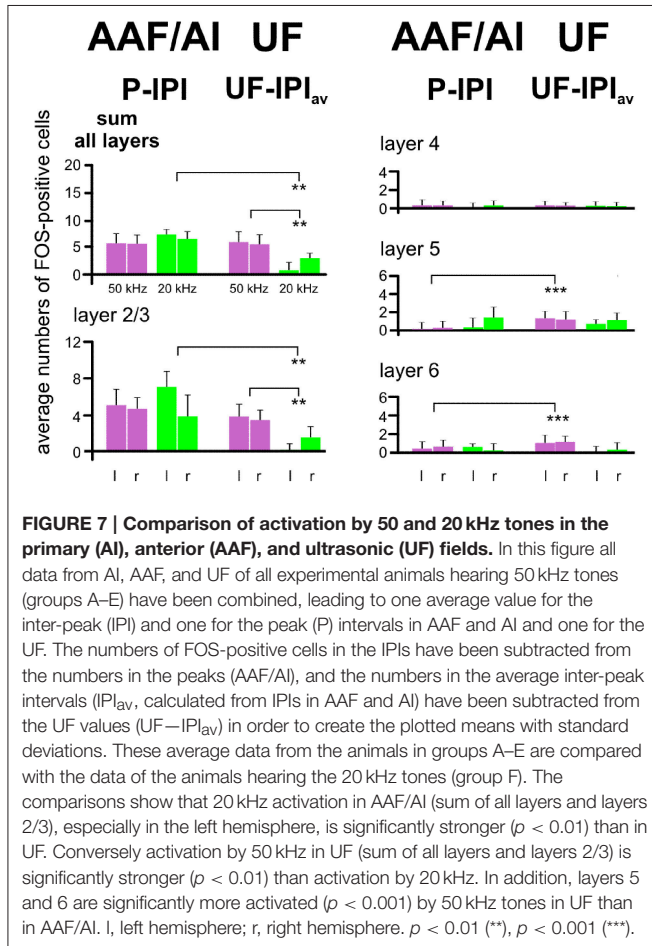 AAF/AI UF
P-IPI UF-IPIav
sum
all layers
average numbers of FOS-positive cells
20
15
10
5
0
**
**
50 kHz 20 kHz 50 kHz 20 kHz
layer 2/3
12
8
4
0
**
**
l r l r l r l r
AAF/AI UF
P-IPI UF-IPIav
layer 4
4
2
0
layer 5
6
4
2
0
***
layer 6
6
4
2
0
***
l r l r l r l r
FIGURE 7 | Comparison of activation by 50 and 20 kHz tones in the
primary (AI), anterior (AAF), and ultrasonic (UF) fields. In this figure all
data from AI, AAF, and UF of all experimental animals hearing 50 kHz tones
(groups A–E) have been combined, leading to one average value for the
inter-peak (IPI) and one for the peak (P) intervals in AAF and AI and one for the
UF. The numbers of FOS-positive cells in the IPIs have been subtracted from
the numbers in the peaks (AAF/AI), and the numbers in the average inter-peak
intervals (IPIav, calculated from IPIs in AAF and AI) have been subtracted from
the UF values (UF—IPIav) in order to create the plotted means with standard
deviations. These average data from the animals in groups A–E are compared
with the data of the animals hearing the 20 kHz tones (group F). The
comparisons show that 20 kHz activation in AAF/AI (sum of all layers and layers
2/3), especially in the left hemisphere, is significantly stronger (p < 0.01) than in
UF. Conversely activation by 50 kHz in UF (sum of all layers and layers 2/3) is
significantly stronger (p < 0.01) than activation by 20 kHz. In addition, layers 5
and 6 are significantly more activated (p < 0.001) by 50 kHz tones in UF than
in AAF/AI. l, left hemisphere; r, right hemisphere. p < 0.01 (**), p < 0.001 (***).